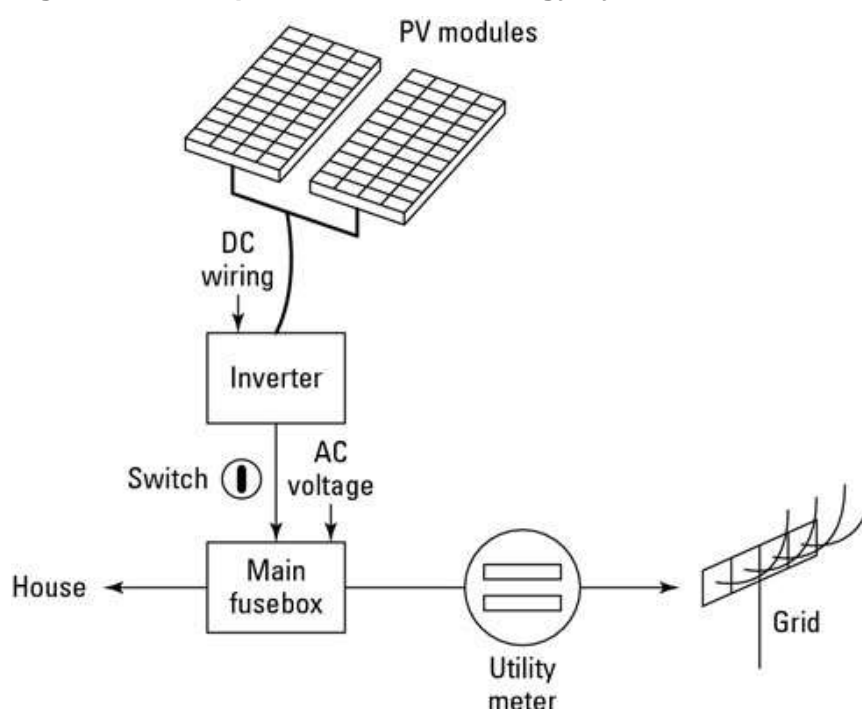 PV modules
DC
wiring
Inverter
Switch
AC
voltage
House
Main
fusebox
Grid
Utility
meter